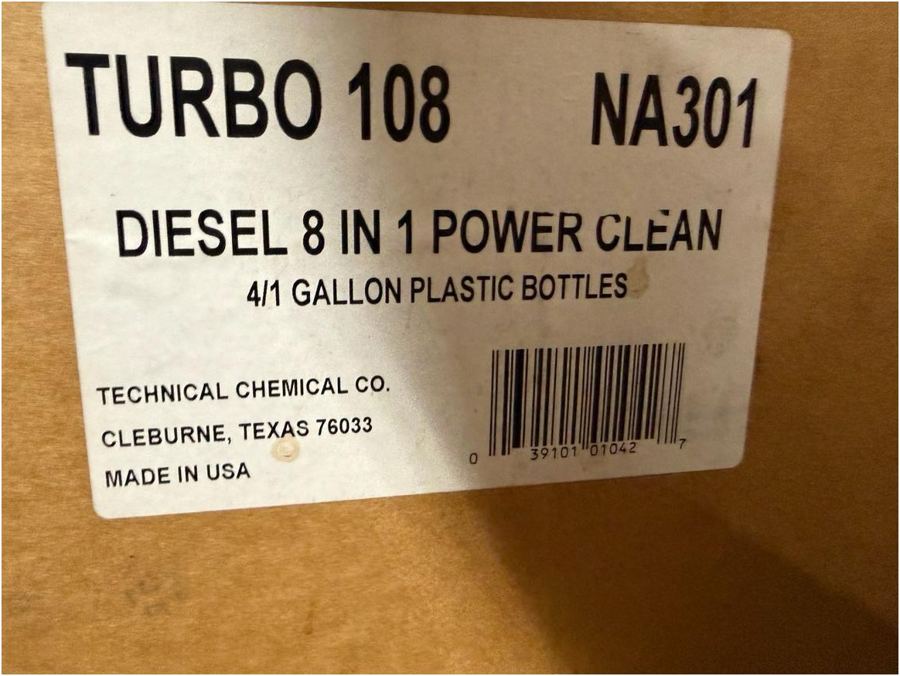 TURBO 108 NA301
DIESEL 8 IN 1 POWER CLEAN
4/1 GALLON PLASTIC BOTTLES
TECHNICAL CHEMICAL CO.
CLEBURNE, TEXAS 76033
MADE IN USA
0 39101 01042 7